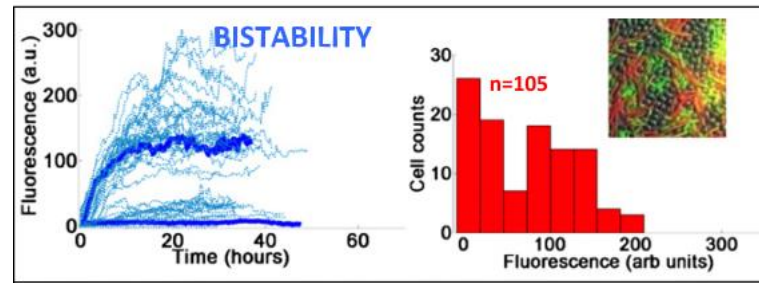 BISTABILITY
Fluorescence (a.u.)
300
200
100
0
0 20 40 60
Time (hours)
n=105
Cell counts
30
20
10
0
0 100 200 300
Fluorescence (arb units)